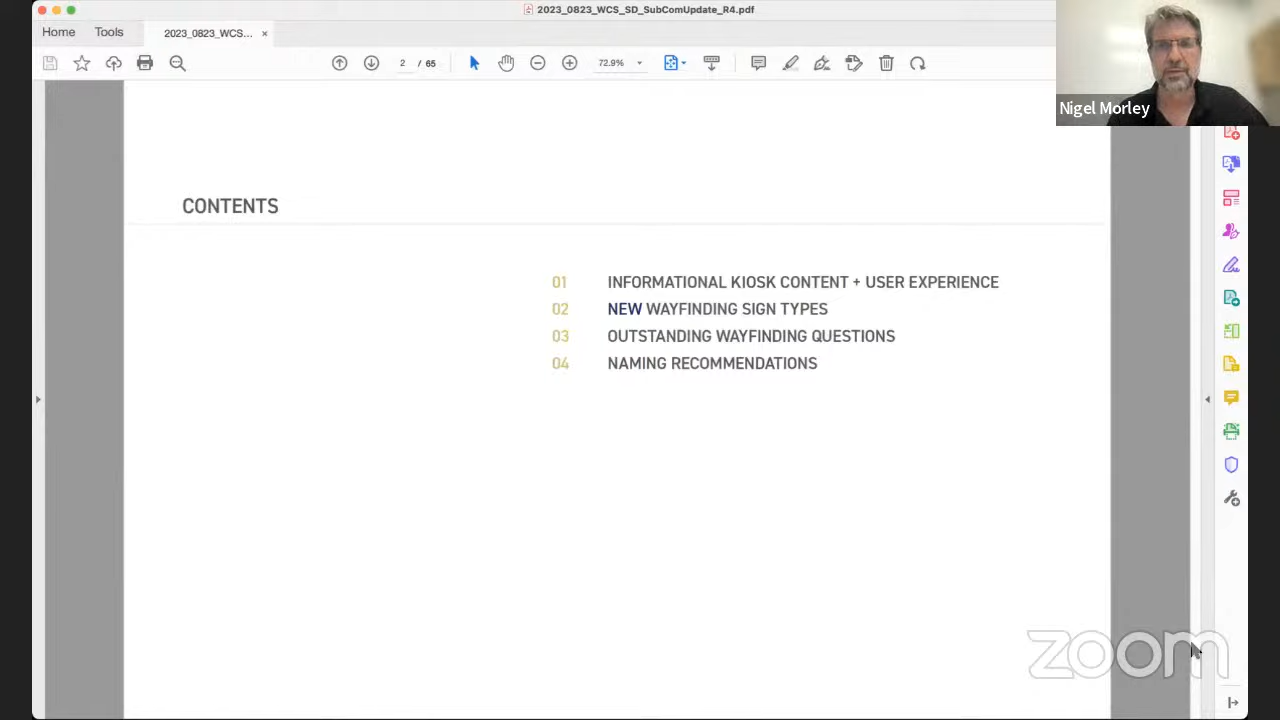 2023_0823_WCS_SD_SubComUpdate_R4.pdf
Home
Tools
2023_0823_WCS... ×
2 / 65
72.9%
Nigel Morley
CONTENTS
01 INFORMATIONAL KIOSK CONTENT + USER EXPERIENCE
02 NEW WAYFINDING SIGN TYPES
03 OUTSTANDING WAYFINDING QUESTIONS
04 NAMING RECOMMENDATIONS
zoom